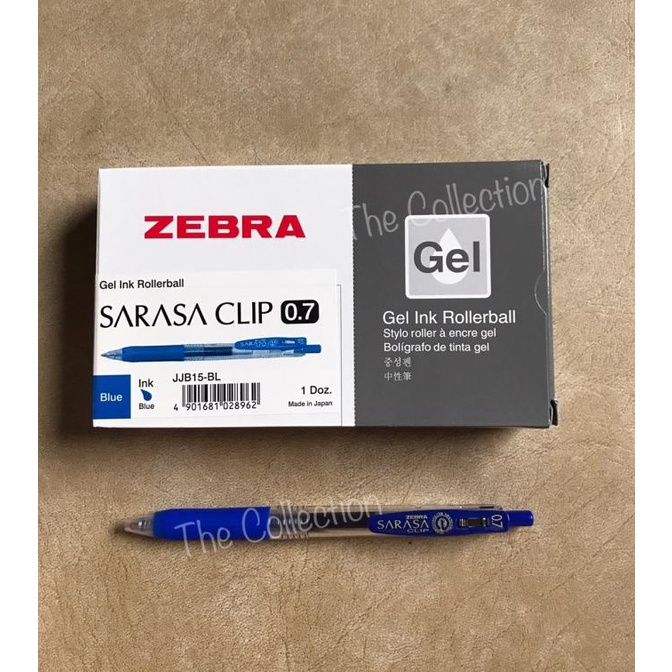 ZEBRA
Gel Ink Rollerball
SARASA CLIP 0.7
Blue
Ink
Blue
JJB15-BL
4 901681 028962
1 Doz.
Made in Japan
The Collection
Gel
Gel Ink Rollerball
Stylo roller à encre gel
Bolígrafo de tinta gel
중성펜
中性筆
The Collection
ZEBRA
SARASA
CLIP
0.7